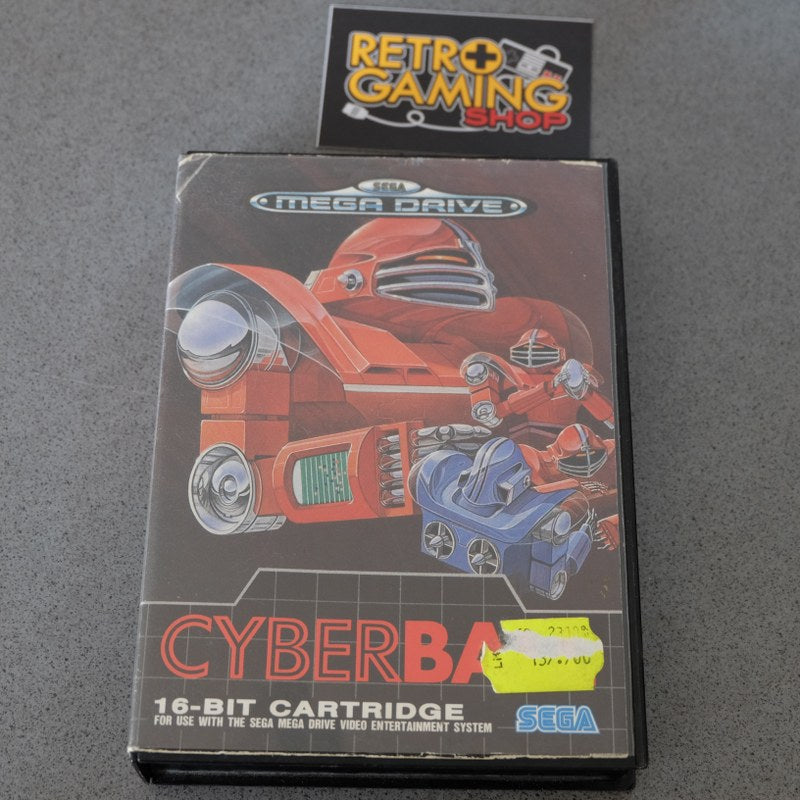 RETRO
GAMING
SHOP
SEGA
MEGA DRIVE
CYBERBA
16-BIT CARTRIDGE
FOR USE WITH THE SEGA MEGA DRIVE VIDEO ENTERTAINMENT SYSTEM
SEGA